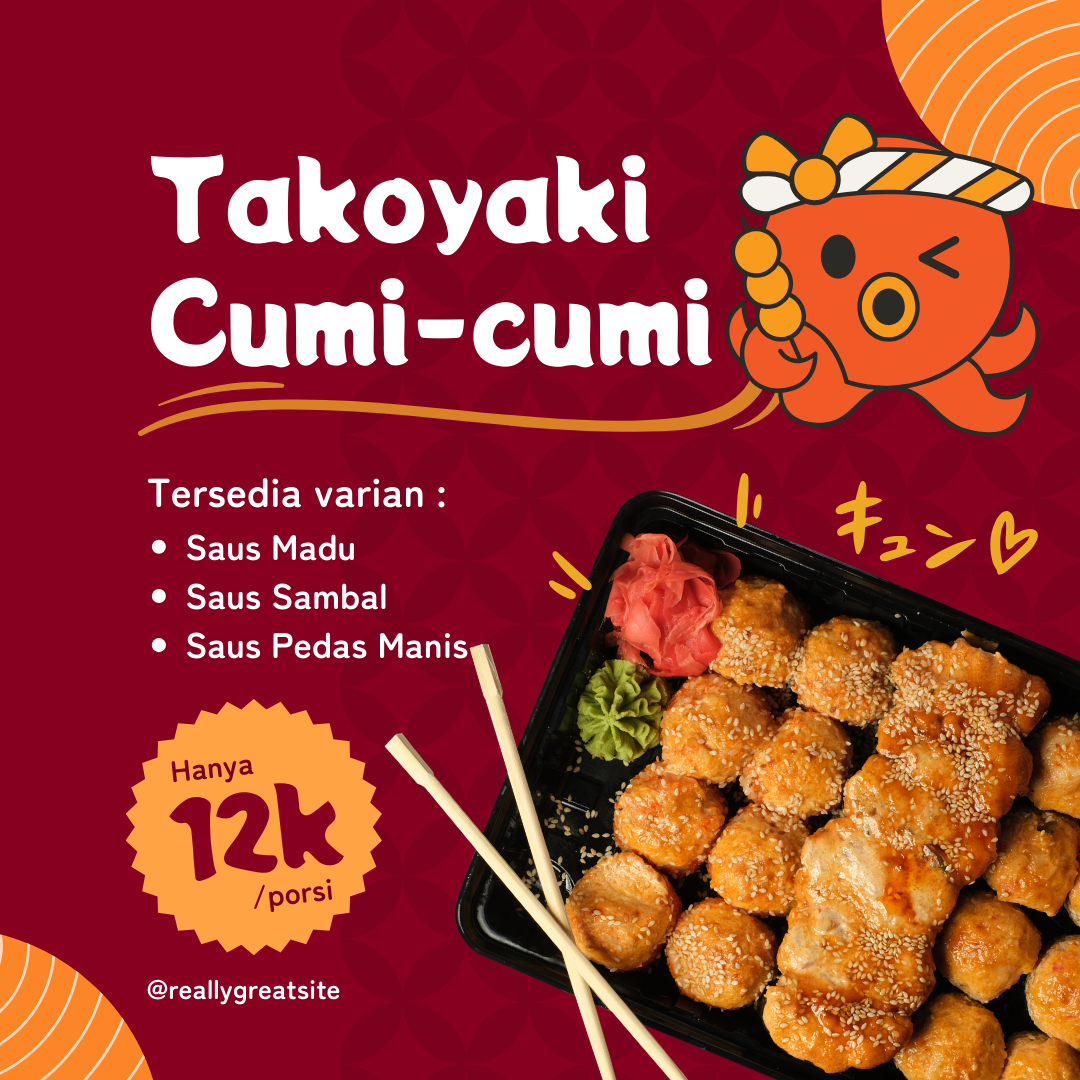 Takoyaki
Cumi-cumi
Tersedia varian :
• Saus Madu
• Saus Sambal
• Saus Pedas Manis
キュン♡
Hanya
12k
/porsi
@reallygreatsite